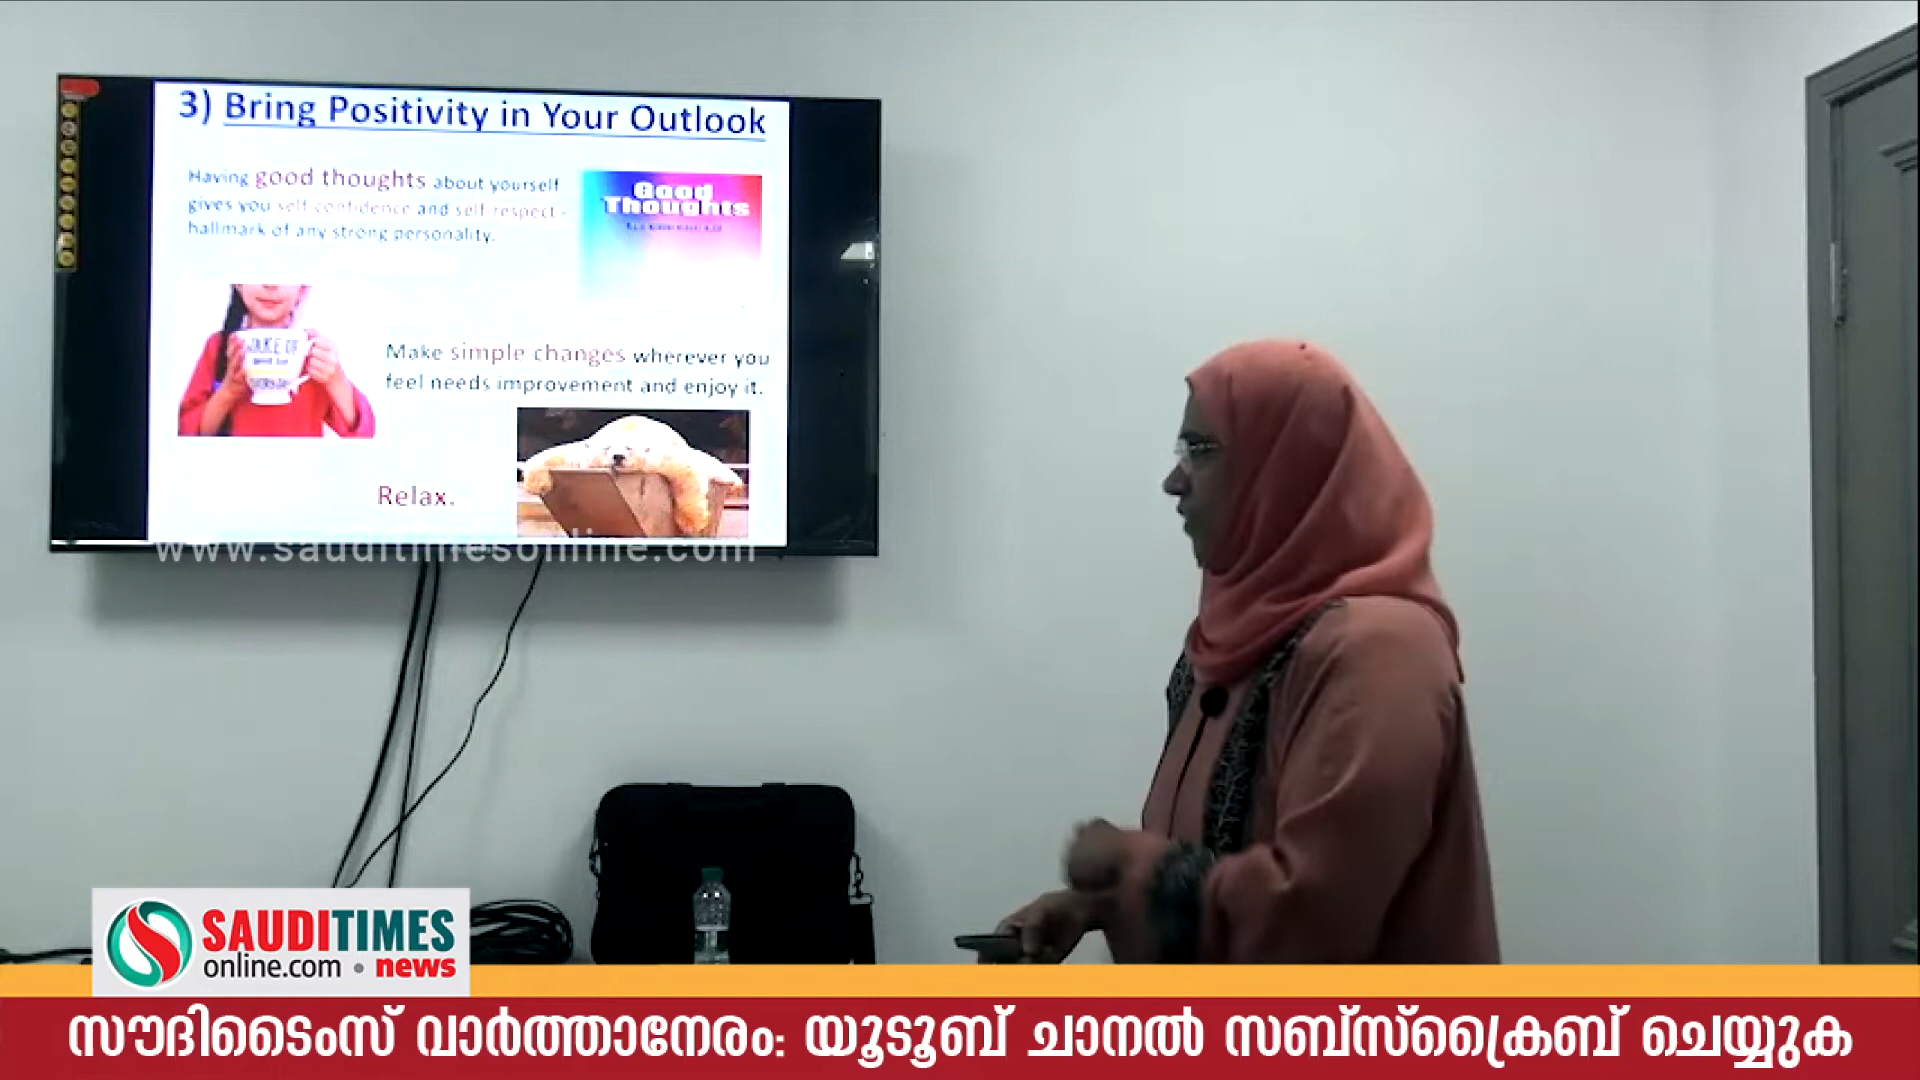 3) Bring Positivity in Your Outlook
Having good thoughts about yourself
gives you self confidence and self respect -
hallmark of any strong personality.
Good
Thoughts
Make simple changes wherever you
feel needs improvement and enjoy it.
Relax.
www.sauditimesonline.com
SAUDITIMES
online.com • news
സൗദിടൈംസ് വാർത്താനേരം: യൂടൂബ് ചാനൽ സബ്സ്ക്രൈബ് ചെയ്യുക